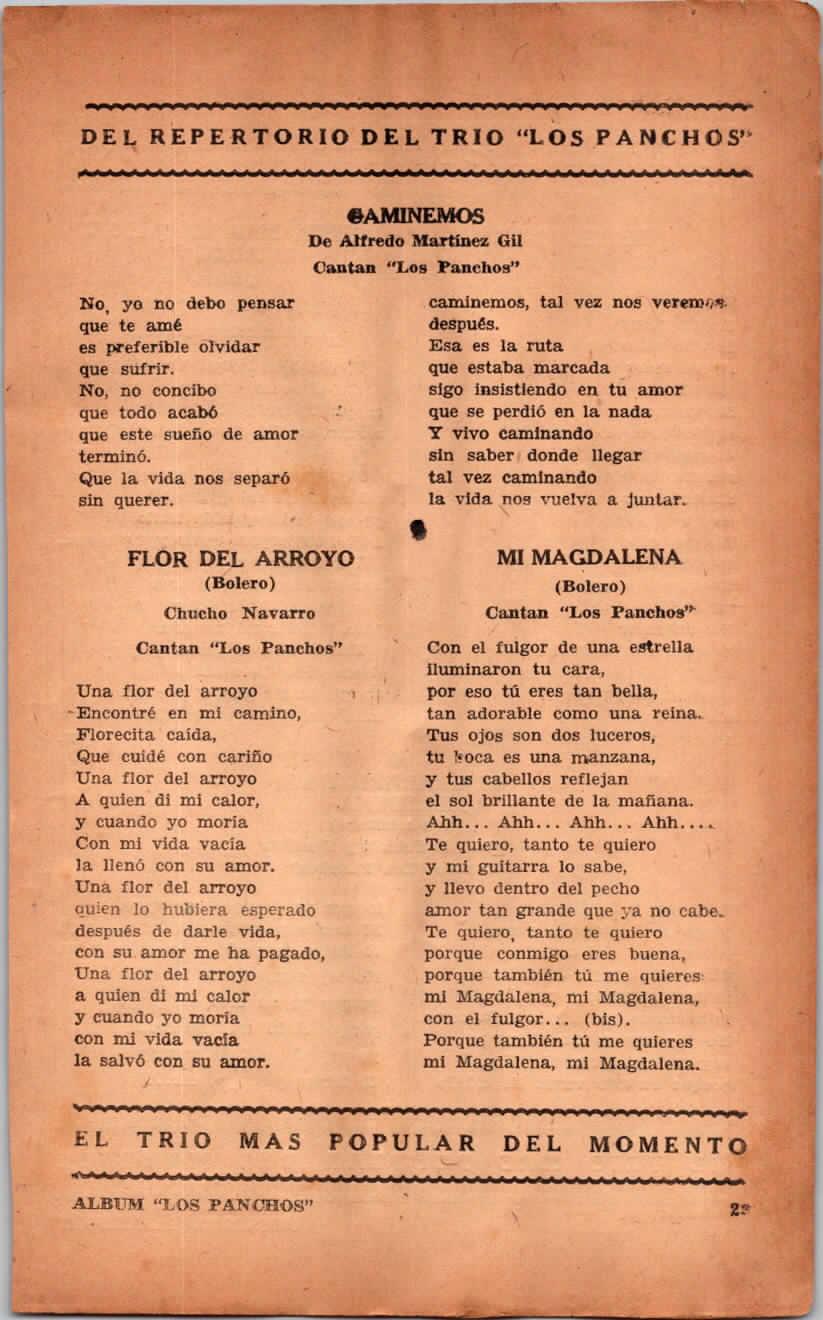 DEL REPERTORIO DEL TRIO "LOS PANCHOS"
CAMINEMOS
De Alfredo Martínez Gil
Cantan "Los Panchos"
No, yo no debo pensar
que te amé
es preferible olvidar
que sufrir.
No, no concibo
que todo acabó
que este sueño de amor
terminó.
Que la vida nos separó
sin querer.
caminemos, tal vez nos veremos
después.
Esa es la ruta
que estaba marcada
sigo insistiendo en tu amor
que se perdió en la nada
Y vivo caminando
sin saber donde llegar
tal vez caminando
la vida nos vuelva a juntar.
FLOR DEL ARROYO
(Bolero)
Chucho Navarro
Cantan "Los Panchos"
Una flor del arroyo
Encontré en mi camino,
Florecita caída,
Que cuidé con cariño
Una flor del arroyo
A quien di mi calor,
y cuando yo moría
Con mi vida vacía
la llenó con su amor.
Una flor del arroyo
quien lo hubiera esperado
después de darle vida,
con su amor me ha pagado,
Una flor del arroyo
a quien di mi calor
y cuando yo moría
con mi vida vacía
la salvó con su amor.
MI MAGDALENA
(Bolero)
Cantan "Los Panchos"
Con el fulgor de una estrella
iluminaron tu cara,
por eso tú eres tan bella,
tan adorable como una reina.
Tus ojos son dos luceros,
tu boca es una manzana,
y tus cabellos reflejan
el sol brillante de la mañana.
Ahh... Ahh... Ahh... Ahh....
Te quiero, tanto te quiero
y mi guitarra lo sabe,
y llevo dentro del pecho
amor tan grande que ya no cabe.
Te quiero, tanto te quiero
porque conmigo eres buena,
porque también tú me quieres
mi Magdalena, mi Magdalena,
con el fulgor... (bis).
Porque también tú me quieres
mi Magdalena, mi Magdalena.
EL TRIO MAS POPULAR DEL MOMENTO
ALBUM "LOS PANCHOS"